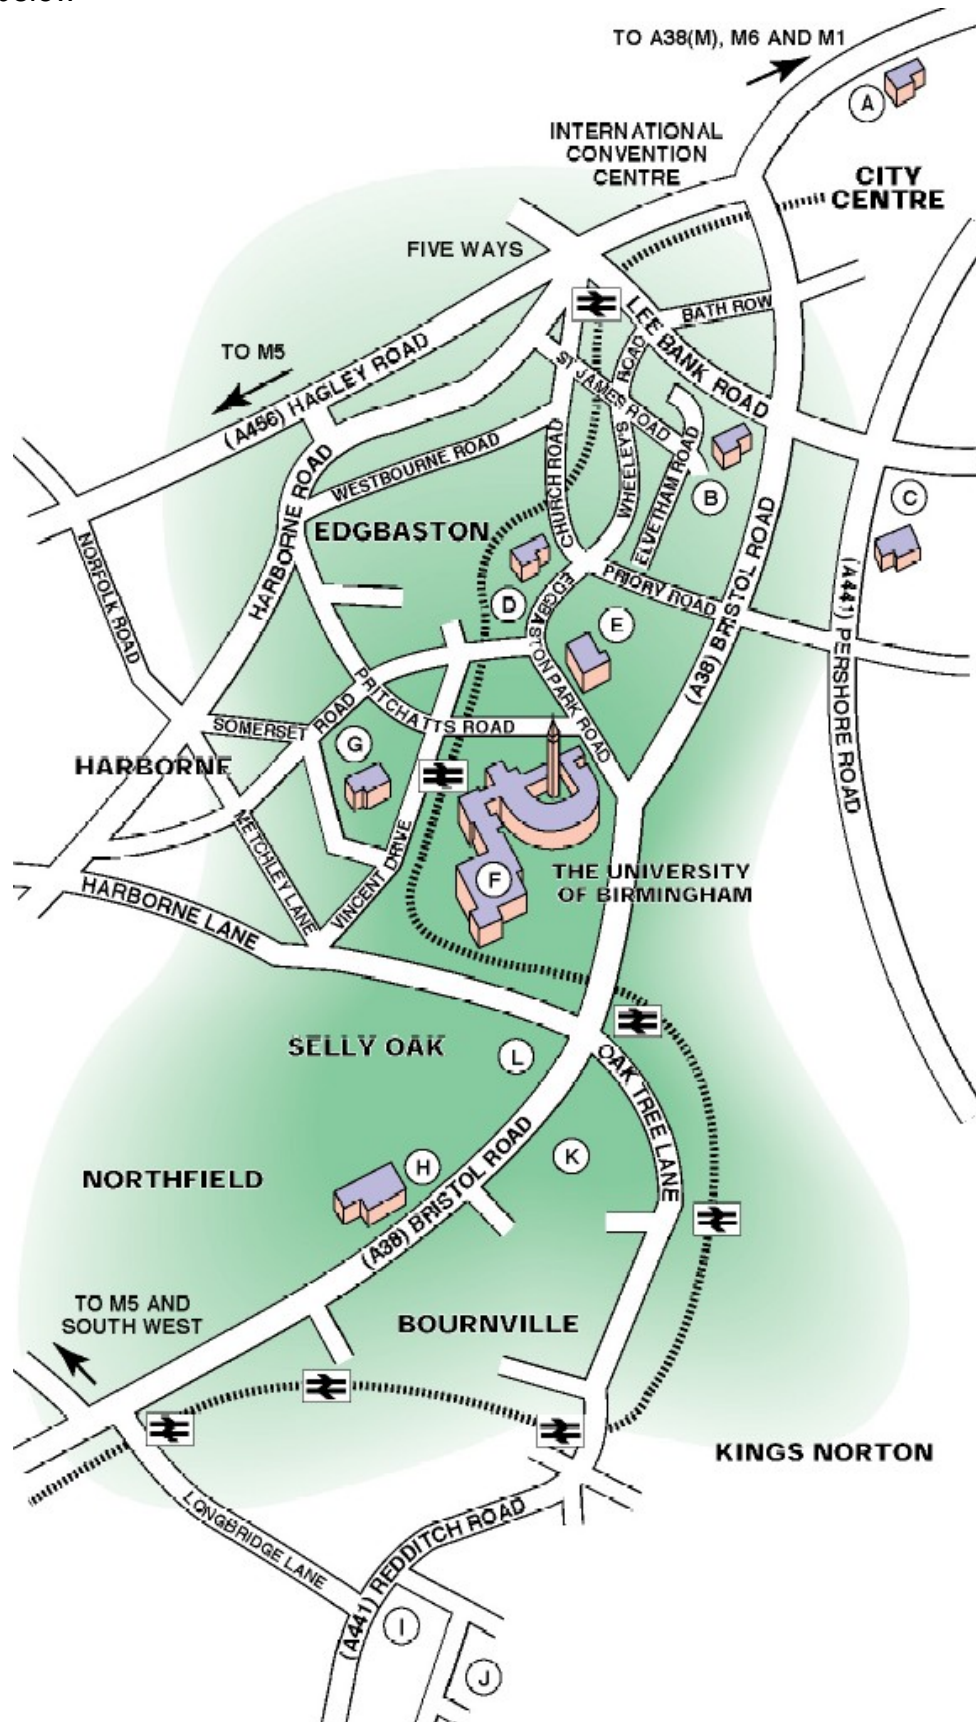 TO A38(M), M6 AND M1
A
INTERNATIONAL
CONVENTION
CENTRE
CITY
CENTRE
FIVE WAYS
BATH ROW
LEE BANK ROAD
TO M5
(A456) HAGLEY ROAD
ST JAMES ROAD
WHEELEY'S ROAD
CHURCH ROAD
WESTBOURNE ROAD
HARBORNE ROAD
ELVETHAM ROAD
B
C
EDGBASTON
NORFOLK ROAD
PRIORY ROAD
D
E
EDGBASTON PARK ROAD
(A38) BRISTOL ROAD
(A441) PERSHORE ROAD
PRITCHATTS ROAD
SOMERSET ROAD
G
HARBORNE
METCHLEY LANE
VINCENT DRIVE
F
THE UNIVERSITY
OF BIRMINGHAM
HARBORNE LANE
SELLY OAK
L
OAK TREE LANE
K
H
NORTHFIELD
(A38) BRISTOL ROAD
TO M5 AND
SOUTH WEST
BOURNVILLE
KINGS NORTON
LONGBRIDGE LANE
(A441) REDDITCH ROAD
I
J